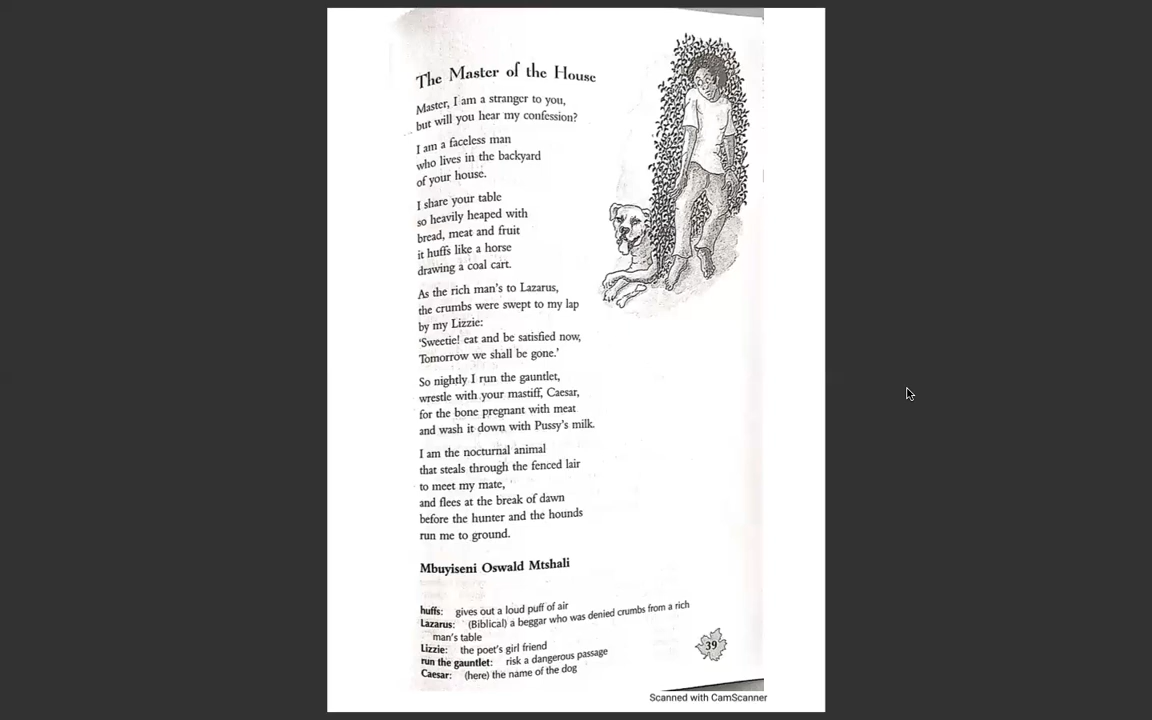 The Master of the House
Master, I am a stranger to you,
but will you hear my confession?
I am a faceless man
who lives in the backyard
of your house.
I share your table
so heavily heaped with
bread, meat and fruit
it huffs like a horse
drawing a coal cart.
As the rich man's to Lazarus,
the crumbs were swept to my lap
by my Lizzie:
'Sweetie! eat and be satisfied now,
Tomorrow we shall be gone.'
So nightly I run the gauntlet,
wrestle with your mastiff, Caesar,
for the bone pregnant with meat
and wash it down with Pussy's milk.
I am the nocturnal animal
that steals through the fenced lair
to meet my mate,
and flees at the break of dawn
before the hunter and the hounds
run me to ground.
Mbuyiseni Oswald Mtshali
huffs: gives out a loud puff of air
Lazarus: (Biblical) a beggar who was denied crumbs from a rich
man's table
Lizzie: the poet's girl friend
run the gauntlet: risk a dangerous passage
Caesar: (here) the name of the dog
39
Scanned with CamScanner